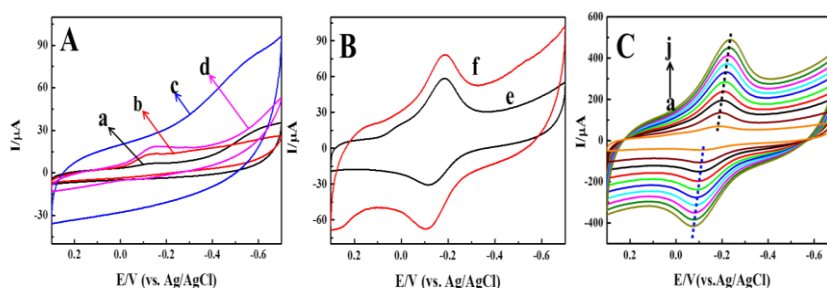 A
B
C
a
b
c
d
f
e
j
a
I/μA
90
60
30
0
-30
0.2
0.0
-0.2
-0.4
-0.6
E/V (vs. Ag/AgCl)
I/μA
90
60
30
0
-30
-60
0.2
0.0
-0.2
-0.4
-0.6
E/V (vs. Ag/AgCl)
I/μA
600
400
200
0
-200
-400
0.2
0.0
-0.2
-0.4
-0.6
E/V(vs.Ag/AgCl)